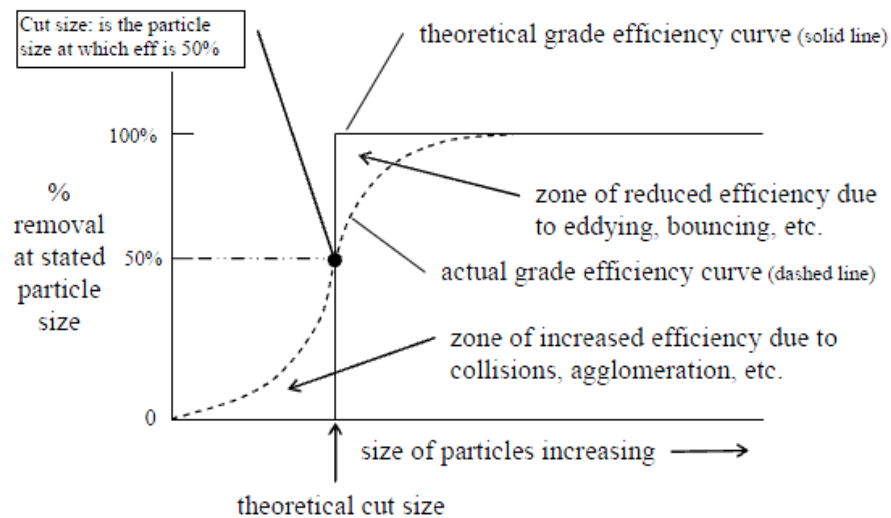 Cut size: is the particle
size at which eff is 50%
theoretical grade efficiency curve (solid line)
100%
zone of reduced efficiency due
to eddying, bouncing, etc.
%
removal
at stated
particle
size
50%
actual grade efficiency curve (dashed line)
zone of increased efficiency due to
collisions, agglomeration, etc.
0
size of particles increasing
theoretical cut size